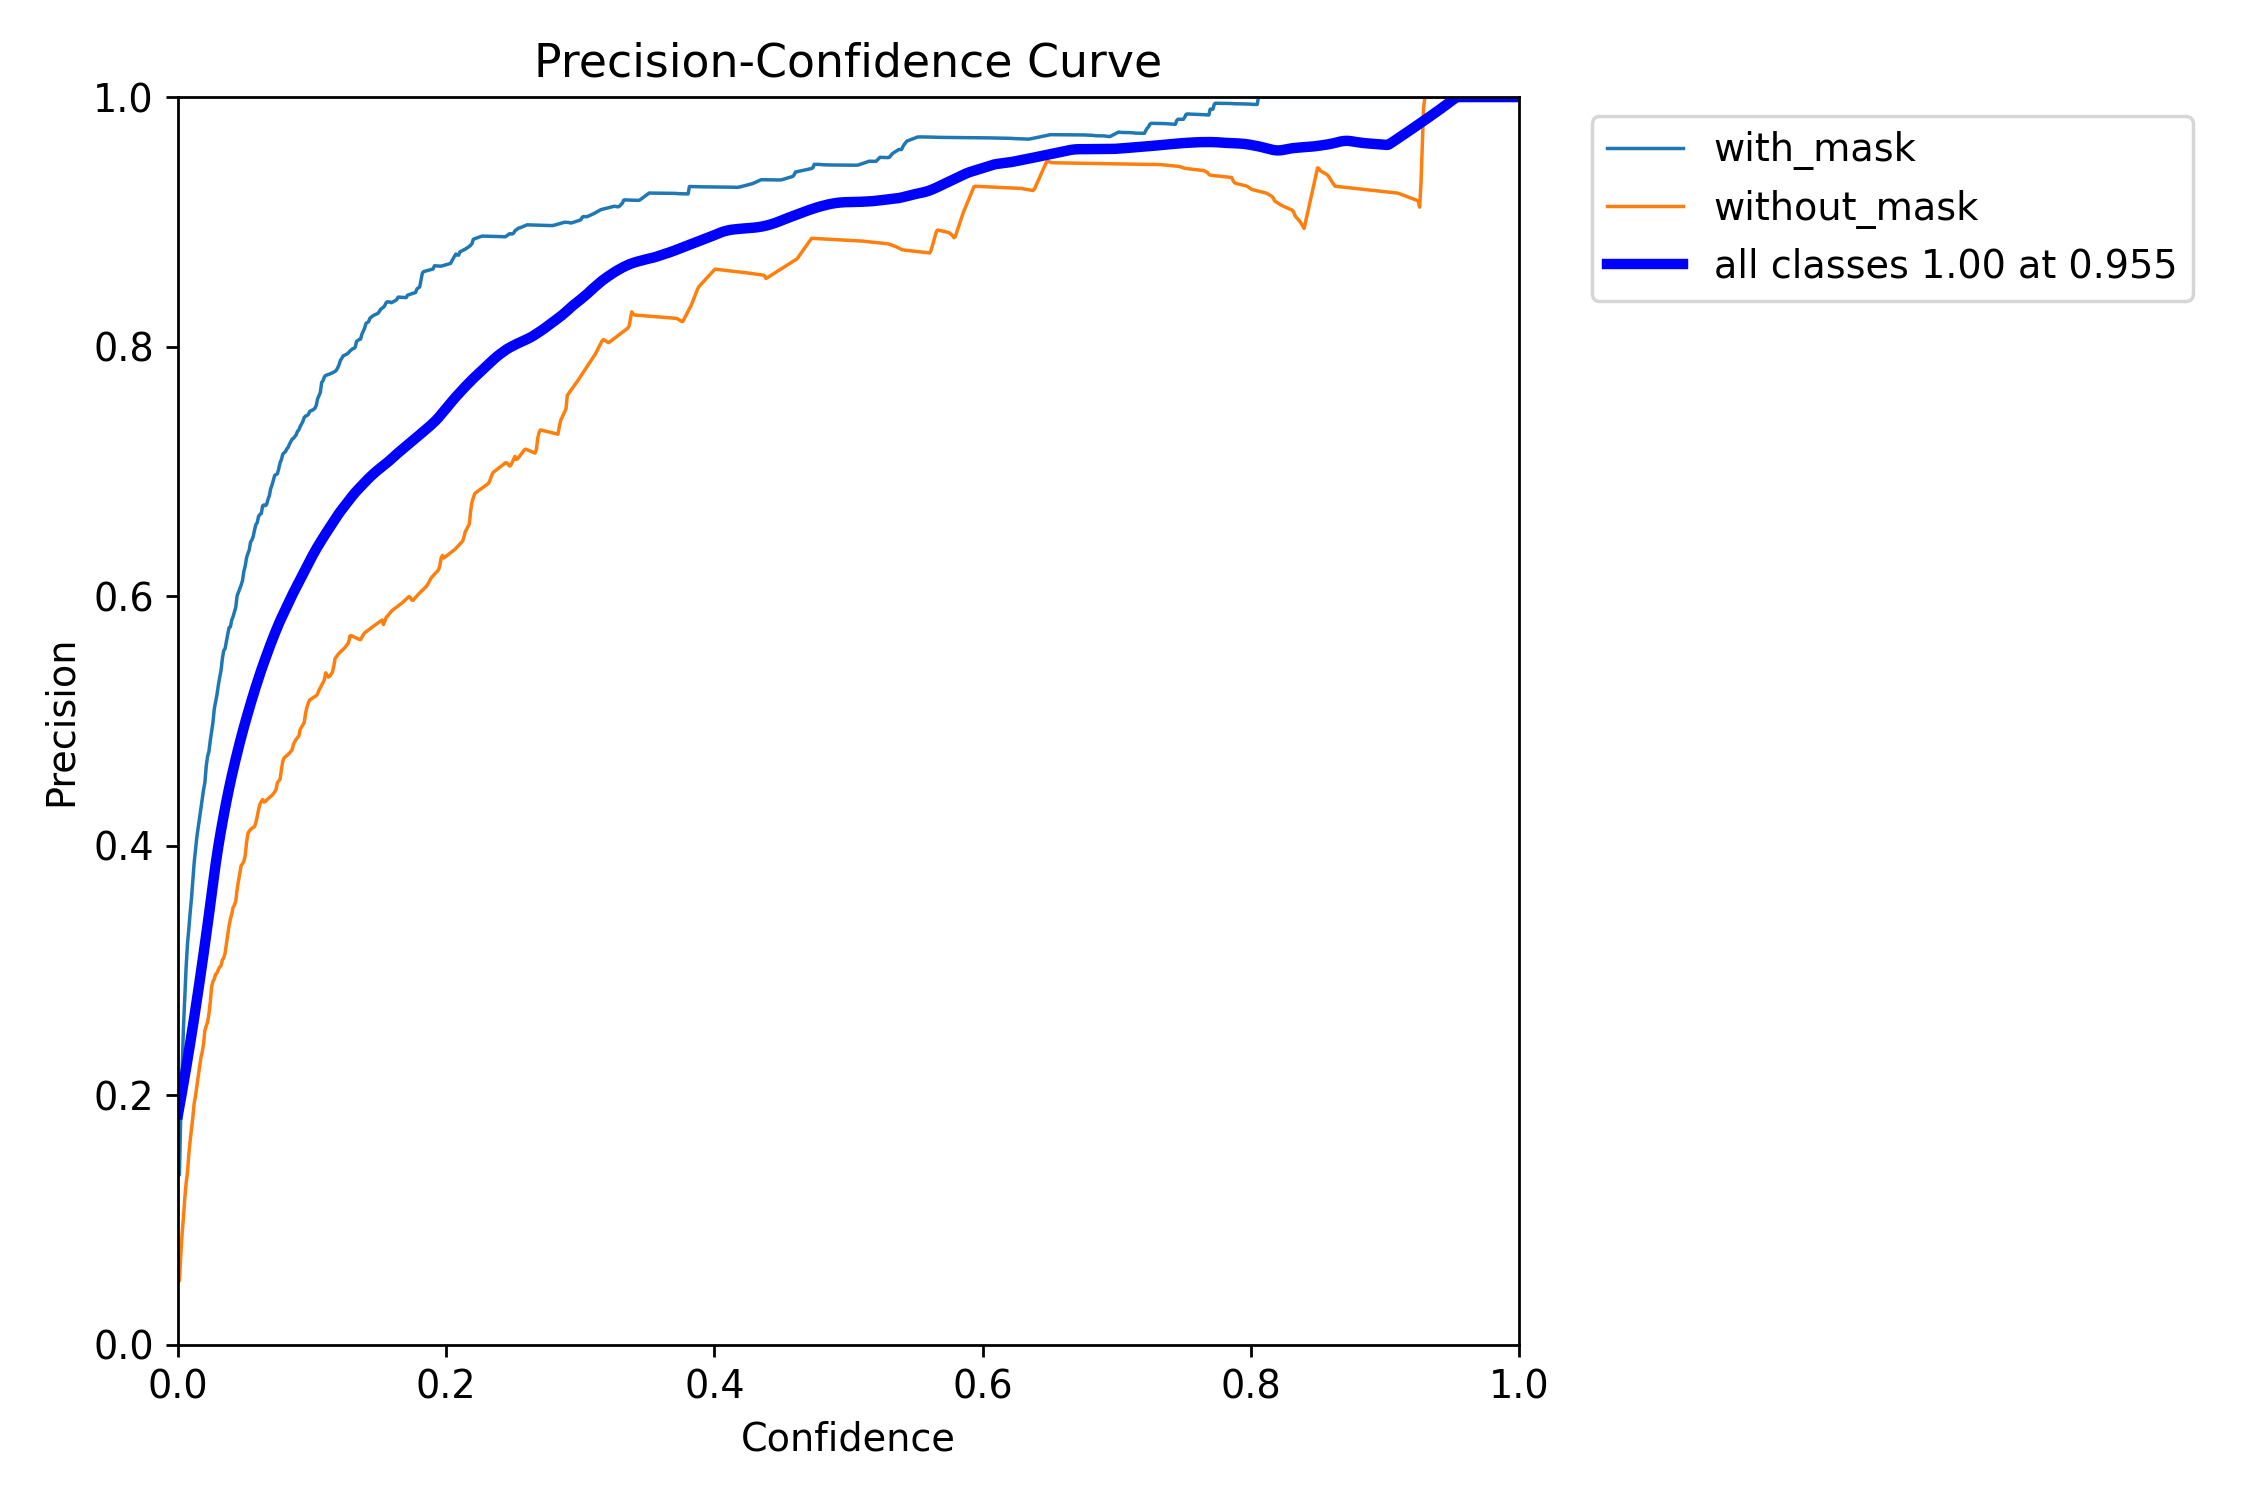 Precision-Confidence Curve
1.0
0.8
0.6
0.4
0.2
0.0
Precision
0.0 0.2 0.4 0.6 0.8 1.0
Confidence
with_mask
without_mask
all classes 1.00 at 0.955